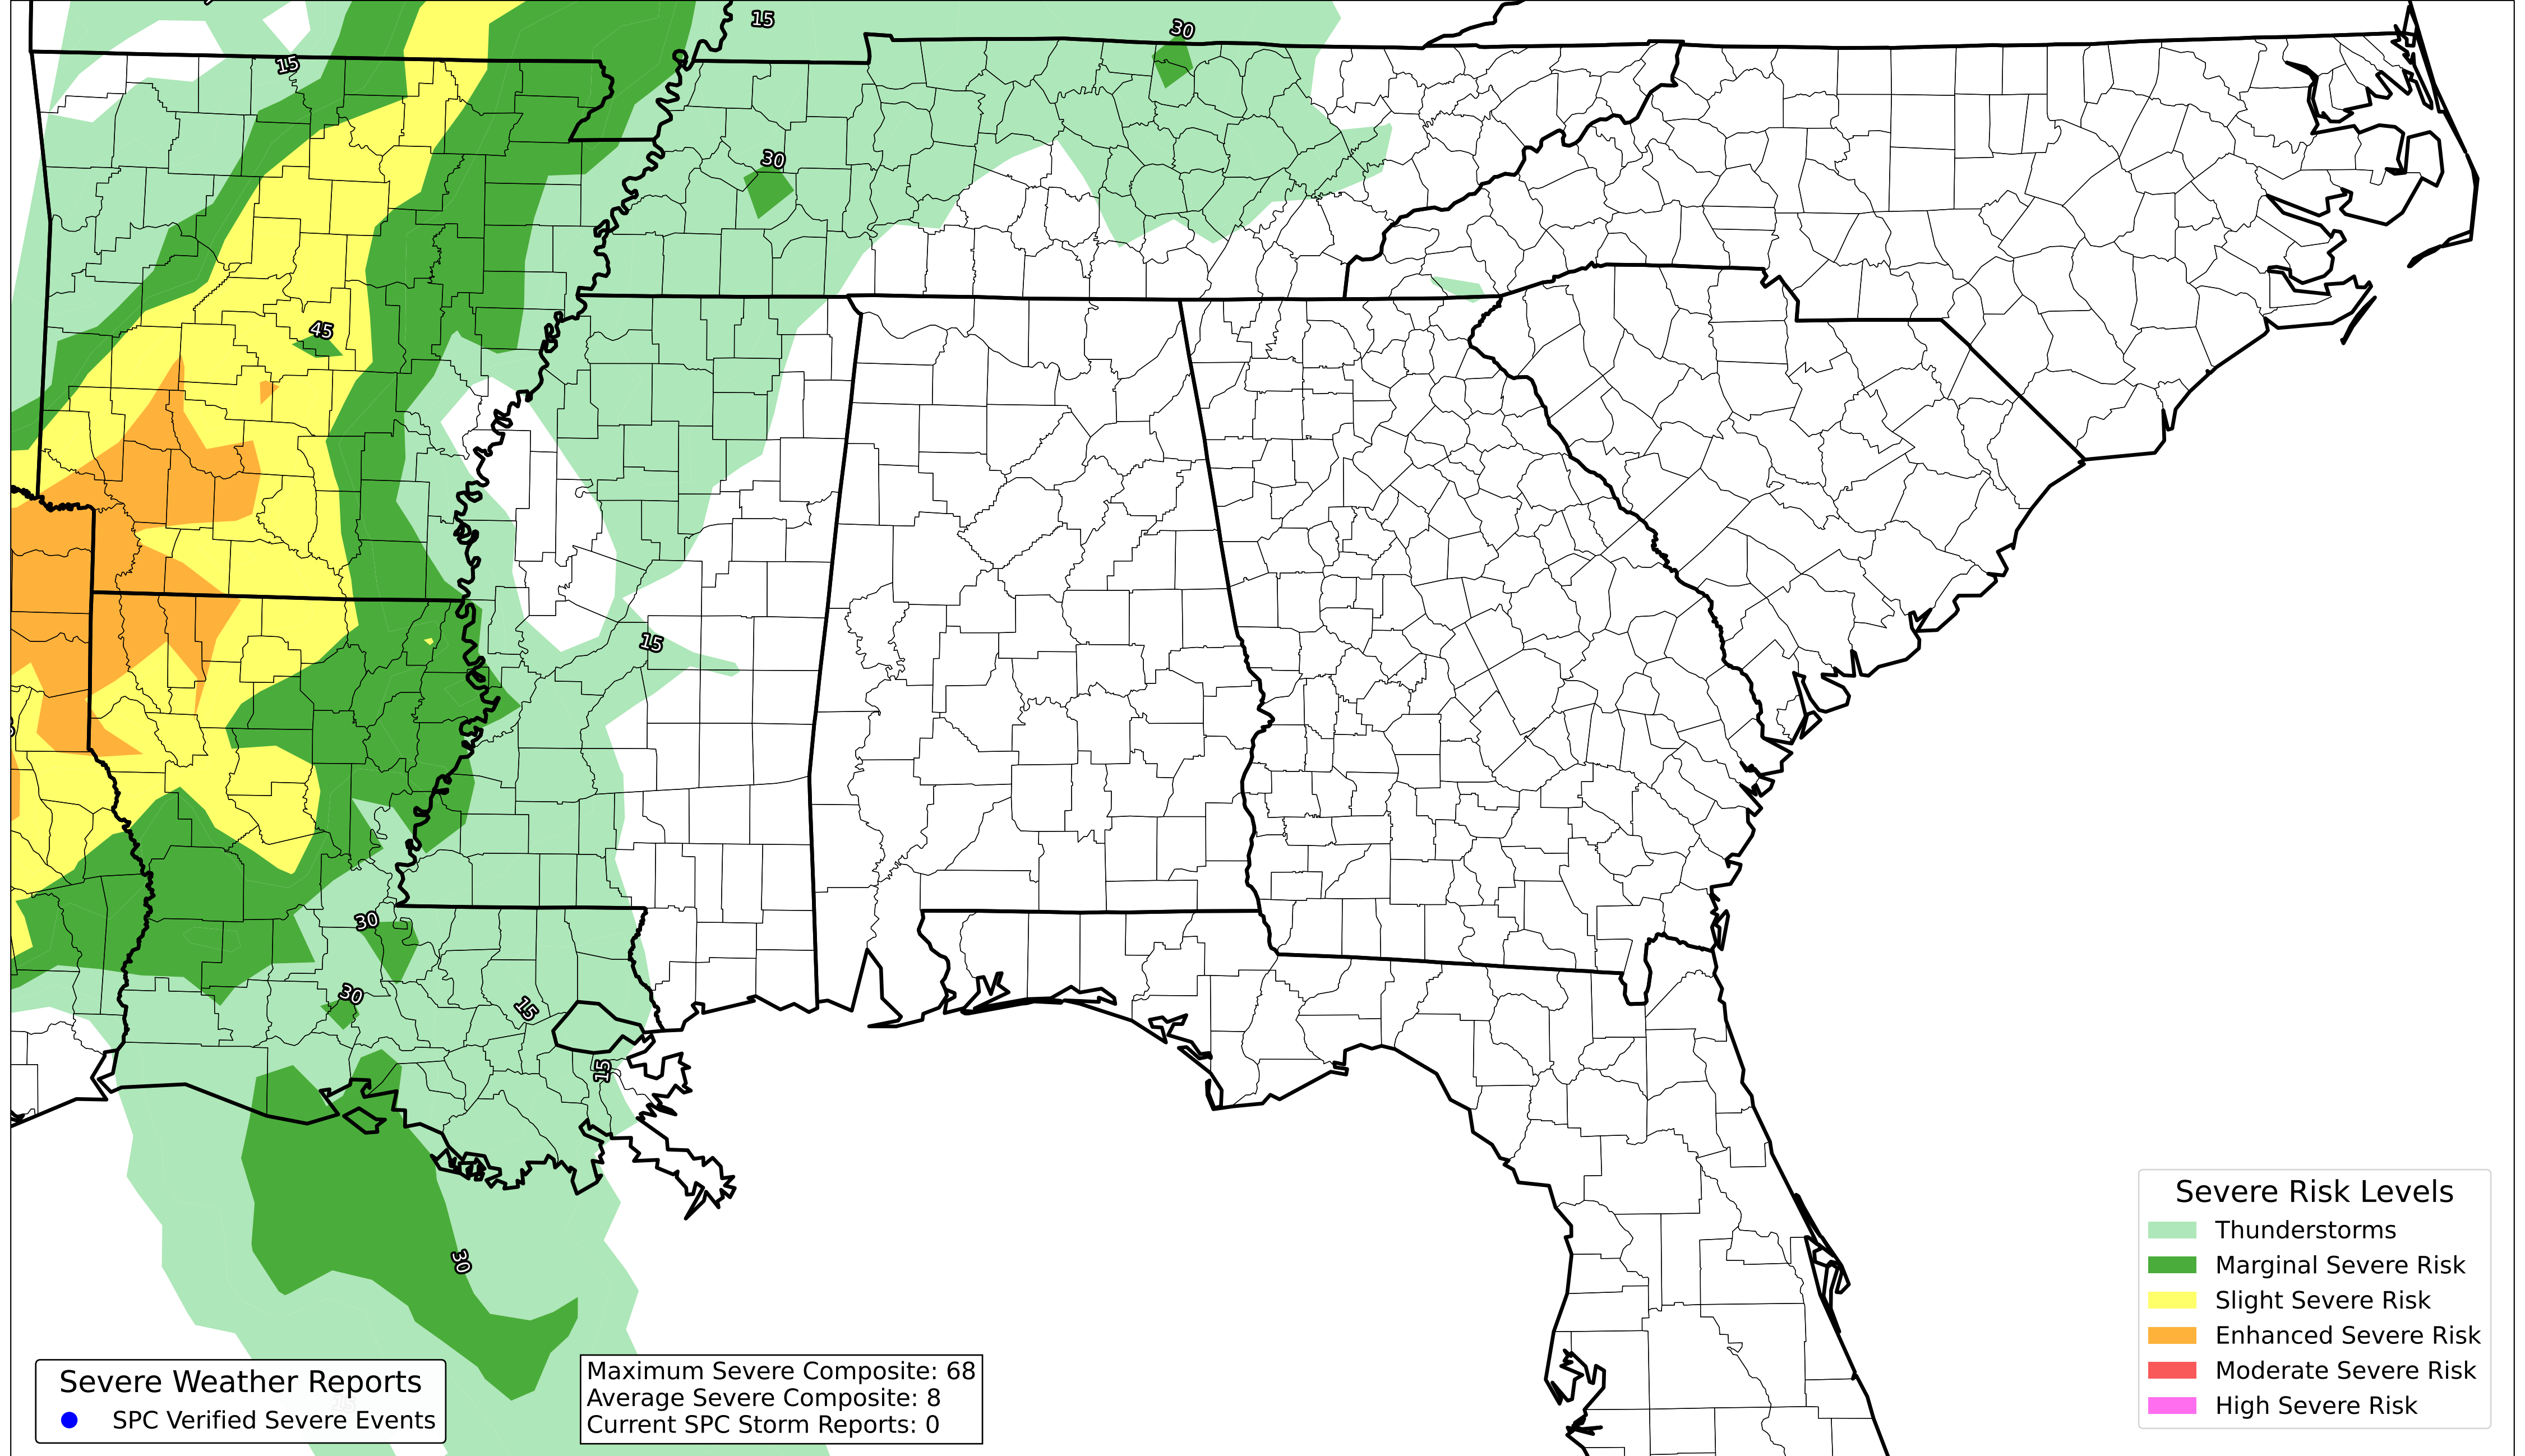 15
30
15
30
45
15
30
30
15
15
30
Severe Risk Levels
Thunderstorms
Marginal Severe Risk
Slight Severe Risk
Enhanced Severe Risk
Moderate Severe Risk
High Severe Risk
Severe Weather Reports
SPC Verified Severe Events
Maximum Severe Composite: 68
Average Severe Composite: 8
Current SPC Storm Reports: 0